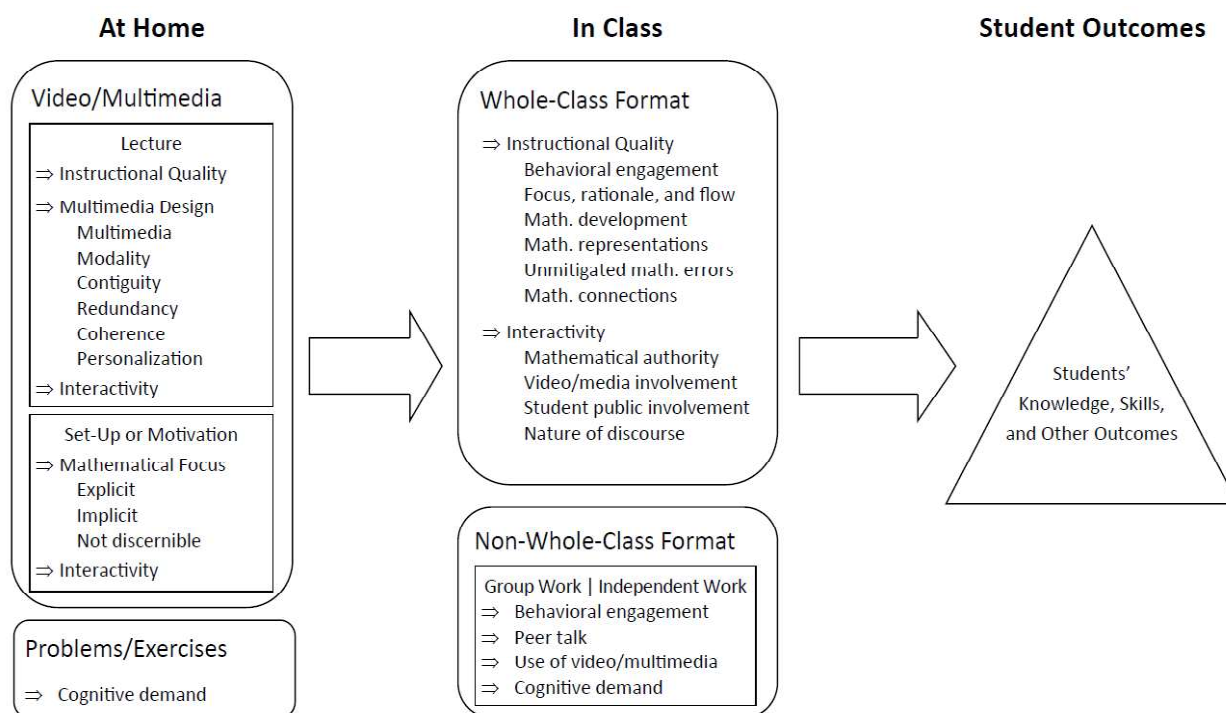 At Home
Video/Multimedia
Lecture
⇒ Instructional Quality
⇒ Multimedia Design
Multimedia
Modality
Contiguity
Redundancy
Coherence
Personalization
⇒ Interactivity
Set-Up or Motivation
⇒ Mathematical Focus
Explicit
Implicit
Not discernible
⇒ Interactivity
Problems/Exercises
⇒ Cognitive demand
In Class
Whole-Class Format
⇒ Instructional Quality
Behavioral engagement
Focus, rationale, and flow
Math. development
Math. representations
Unmitigated math. errors
Math. connections
⇒ Interactivity
Mathematical authority
Video/media involvement
Student public involvement
Nature of discourse
Non-Whole-Class Format
Group Work | Independent Work
⇒ Behavioral engagement
⇒ Peer talk
⇒ Use of video/multimedia
⇒ Cognitive demand
Student Outcomes
Students’
Knowledge, Skills,
and Other Outcomes